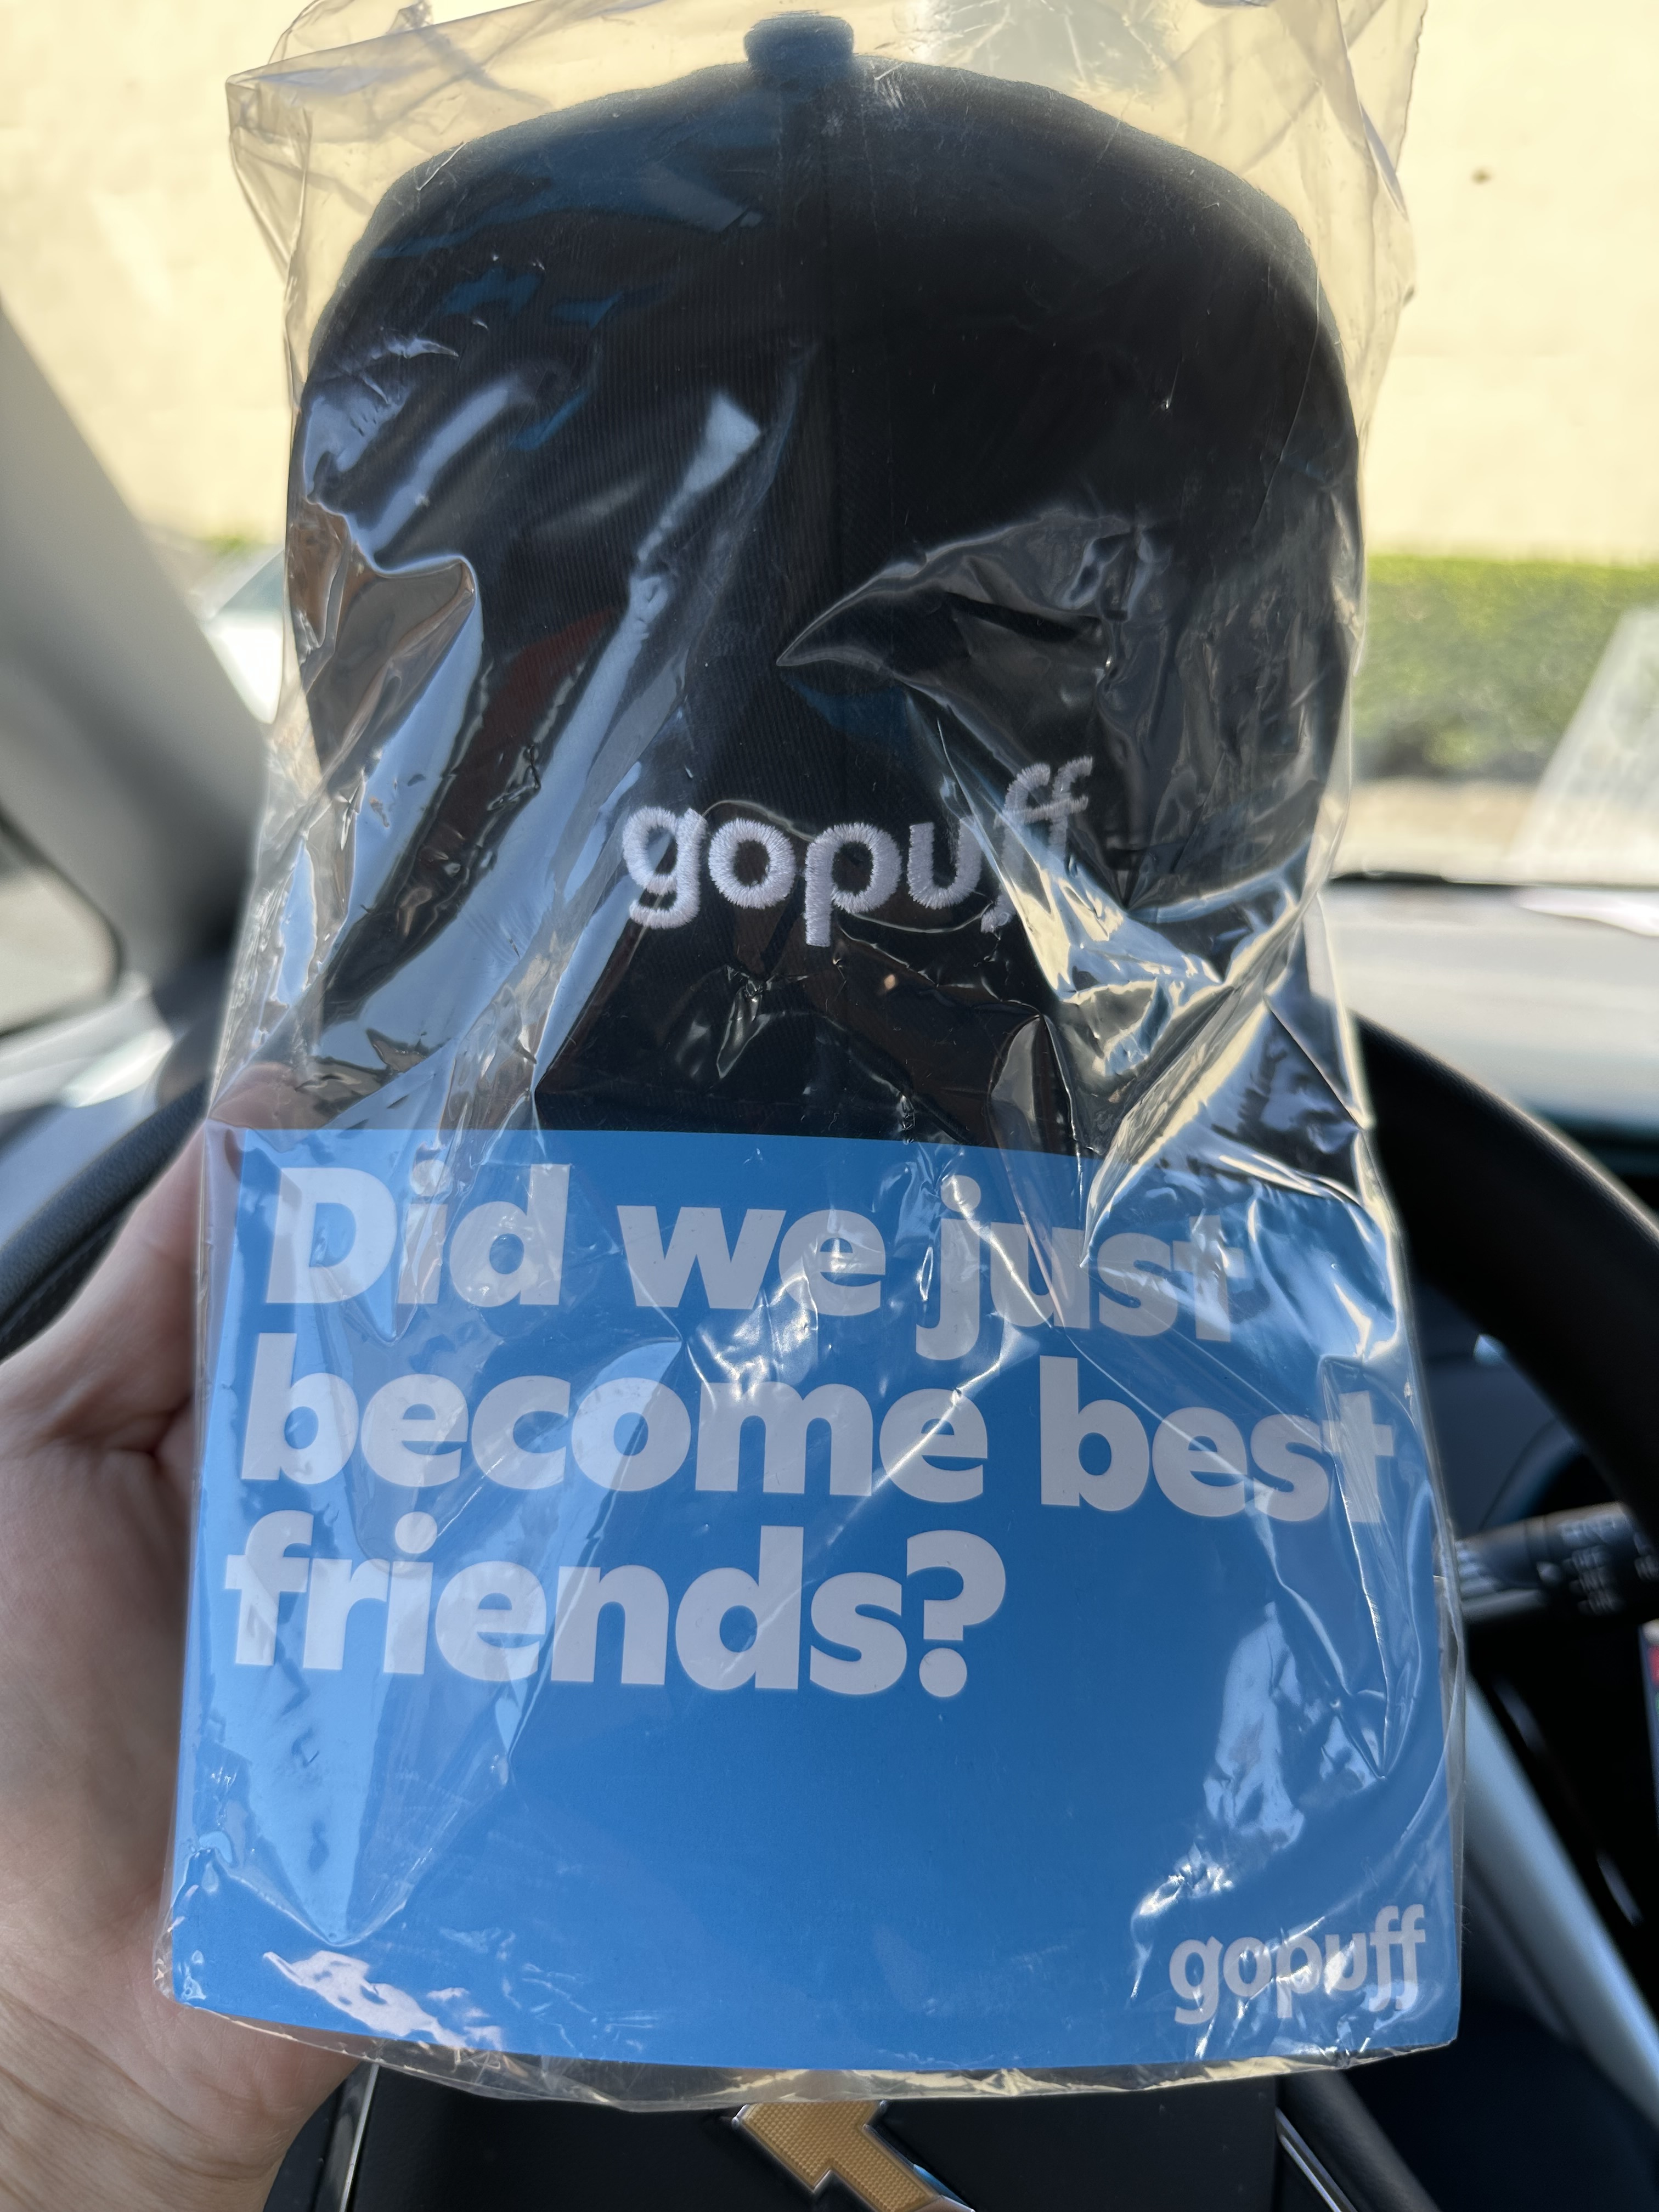 gopuff
Did we just
become best
friends?
gopuff